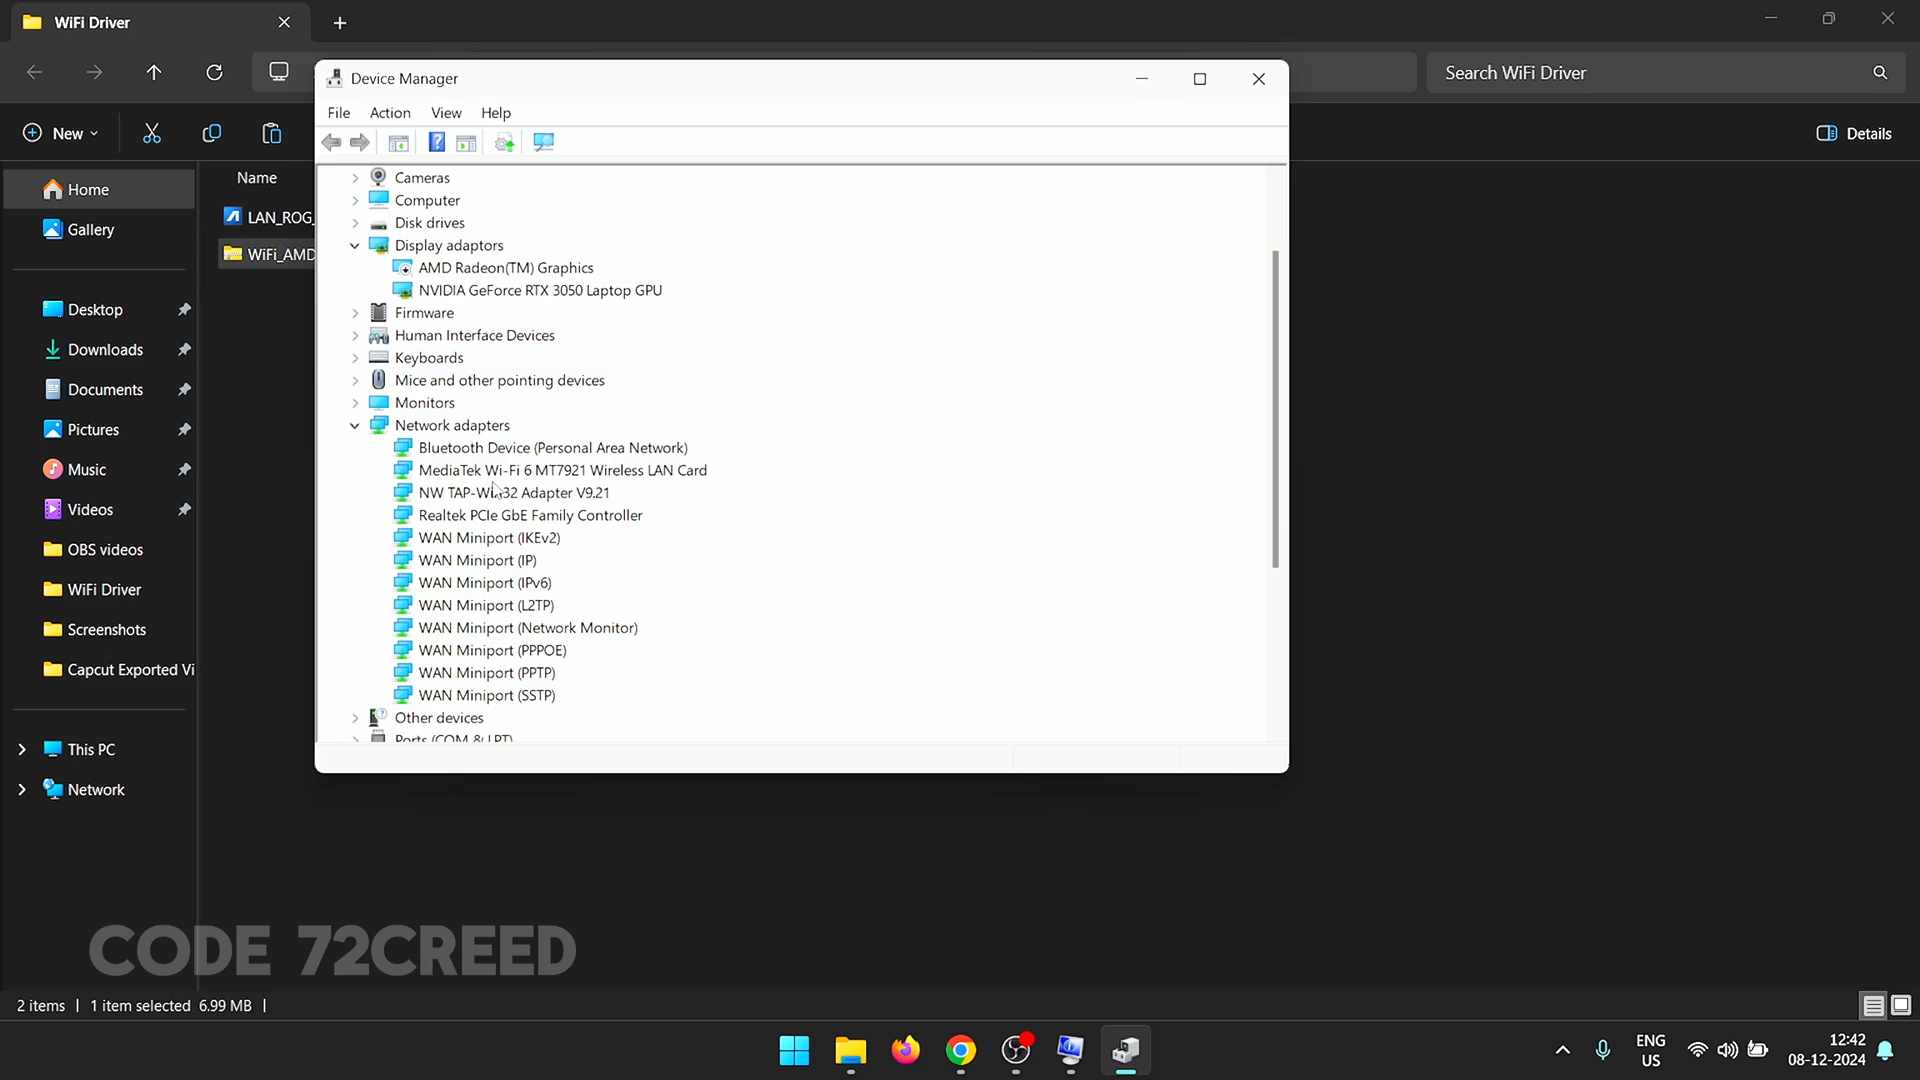 WiFi Driver
Search WiFi Driver
New
Details
Home
Gallery
Desktop
Downloads
Documents
Pictures
Music
Videos
OBS videos
WiFi Driver
Screenshots
Capcut Exported Vi
This PC
Network
Name
LAN_ROG_
WiFi_AMD
Device Manager
File Action View Help
Cameras
Computer
Disk drives
Display adaptors
AMD Radeon(TM) Graphics
NVIDIA GeForce RTX 3050 Laptop GPU
Firmware
Human Interface Devices
Keyboards
Mice and other pointing devices
Monitors
Network adapters
Bluetooth Device (Personal Area Network)
MediaTek Wi-Fi 6 MT7921 Wireless LAN Card
NW TAP-Win32 Adapter V9.21
Realtek PCIe GbE Family Controller
WAN Miniport (IKEv2)
WAN Miniport (IP)
WAN Miniport (IPv6)
WAN Miniport (L2TP)
WAN Miniport (Network Monitor)
WAN Miniport (PPPOE)
WAN Miniport (PPTP)
WAN Miniport (SSTP)
Other devices
Ports (COM & LPT)
CODE 72CREED
2 items | 1 item selected 6.99 MB |
ENG
US
12:42
08-12-2024